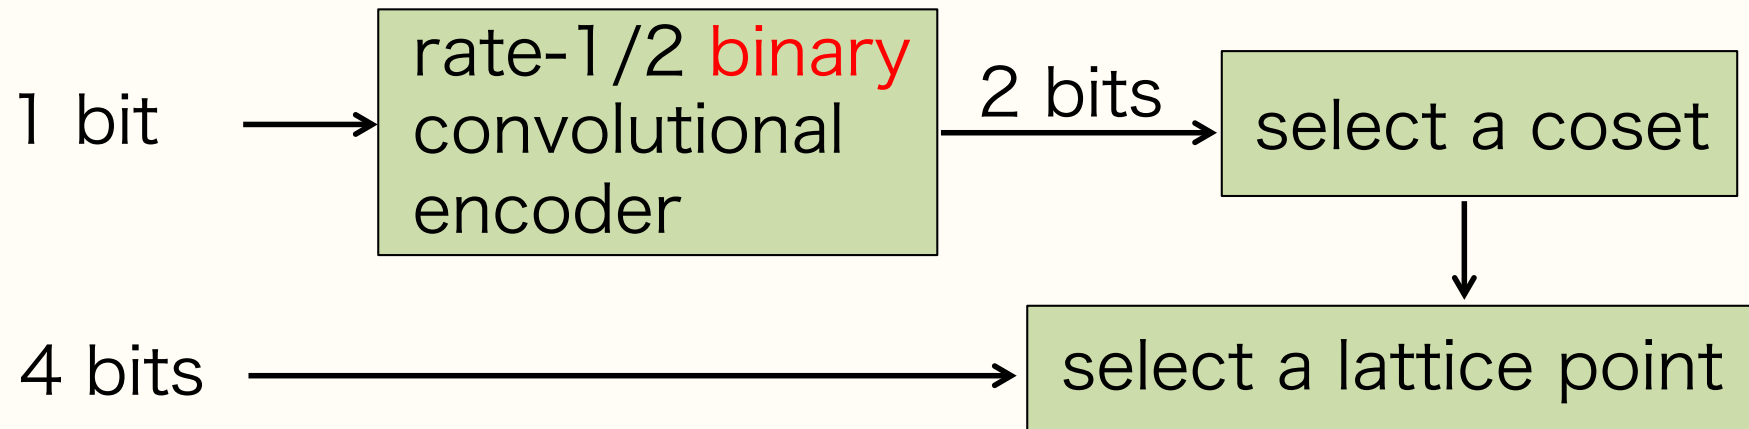 rate-1/2 binary
convolutional
encoder
1 bit
2 bits
select a coset
4 bits
select a lattice point